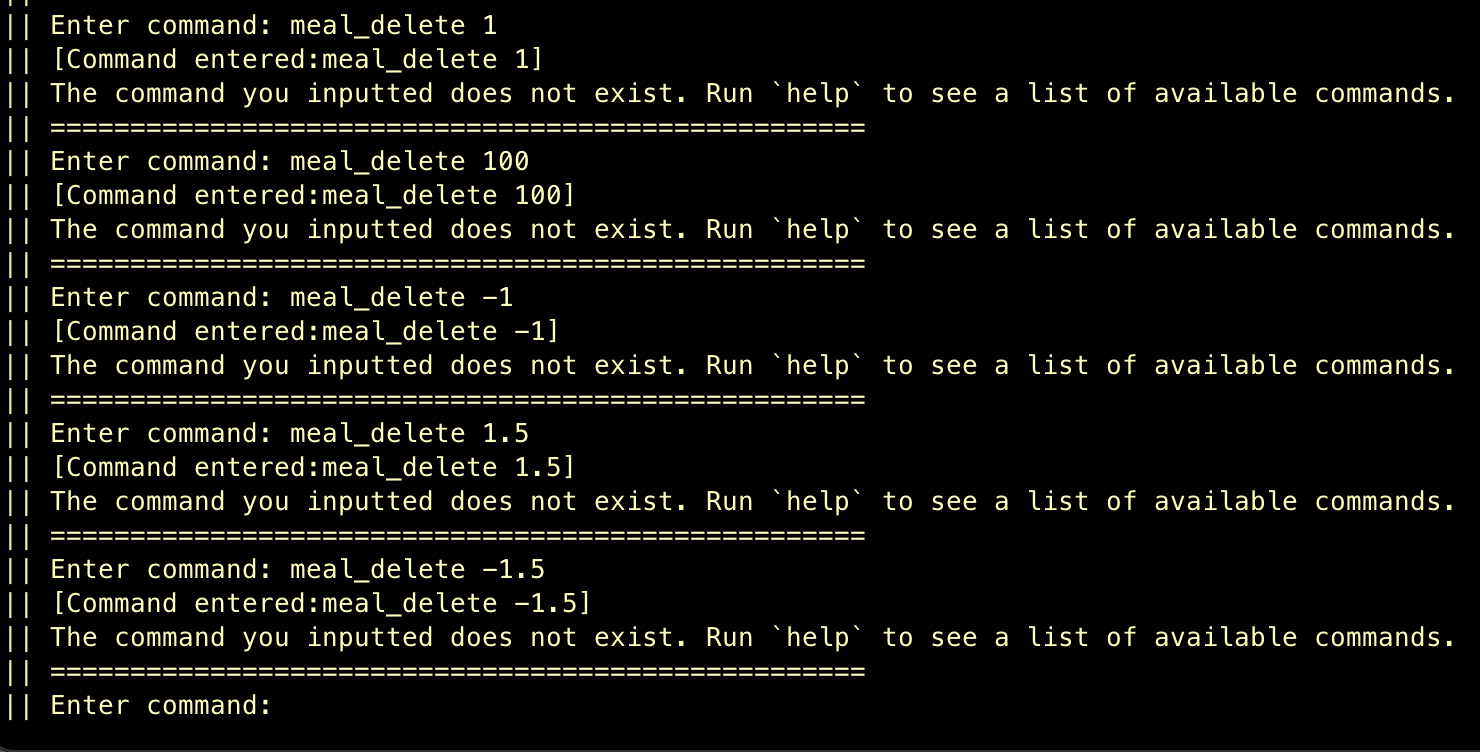 || Enter command: meal_delete 1
|| [Command entered:meal_delete 1]
|| The command you inputted does not exist. Run `help` to see a list of available commands.
|| ===================================================
|| Enter command: meal_delete 100
|| [Command entered:meal_delete 100]
|| The command you inputted does not exist. Run `help` to see a list of available commands.
|| ===================================================
|| Enter command: meal_delete -1
|| [Command entered:meal_delete -1]
|| The command you inputted does not exist. Run `help` to see a list of available commands.
|| ===================================================
|| Enter command: meal_delete 1.5
|| [Command entered:meal_delete 1.5]
|| The command you inputted does not exist. Run `help` to see a list of available commands.
|| ===================================================
|| Enter command: meal_delete -1.5
|| [Command entered:meal_delete -1.5]
|| The command you inputted does not exist. Run `help` to see a list of available commands.
|| ===================================================
|| Enter command: